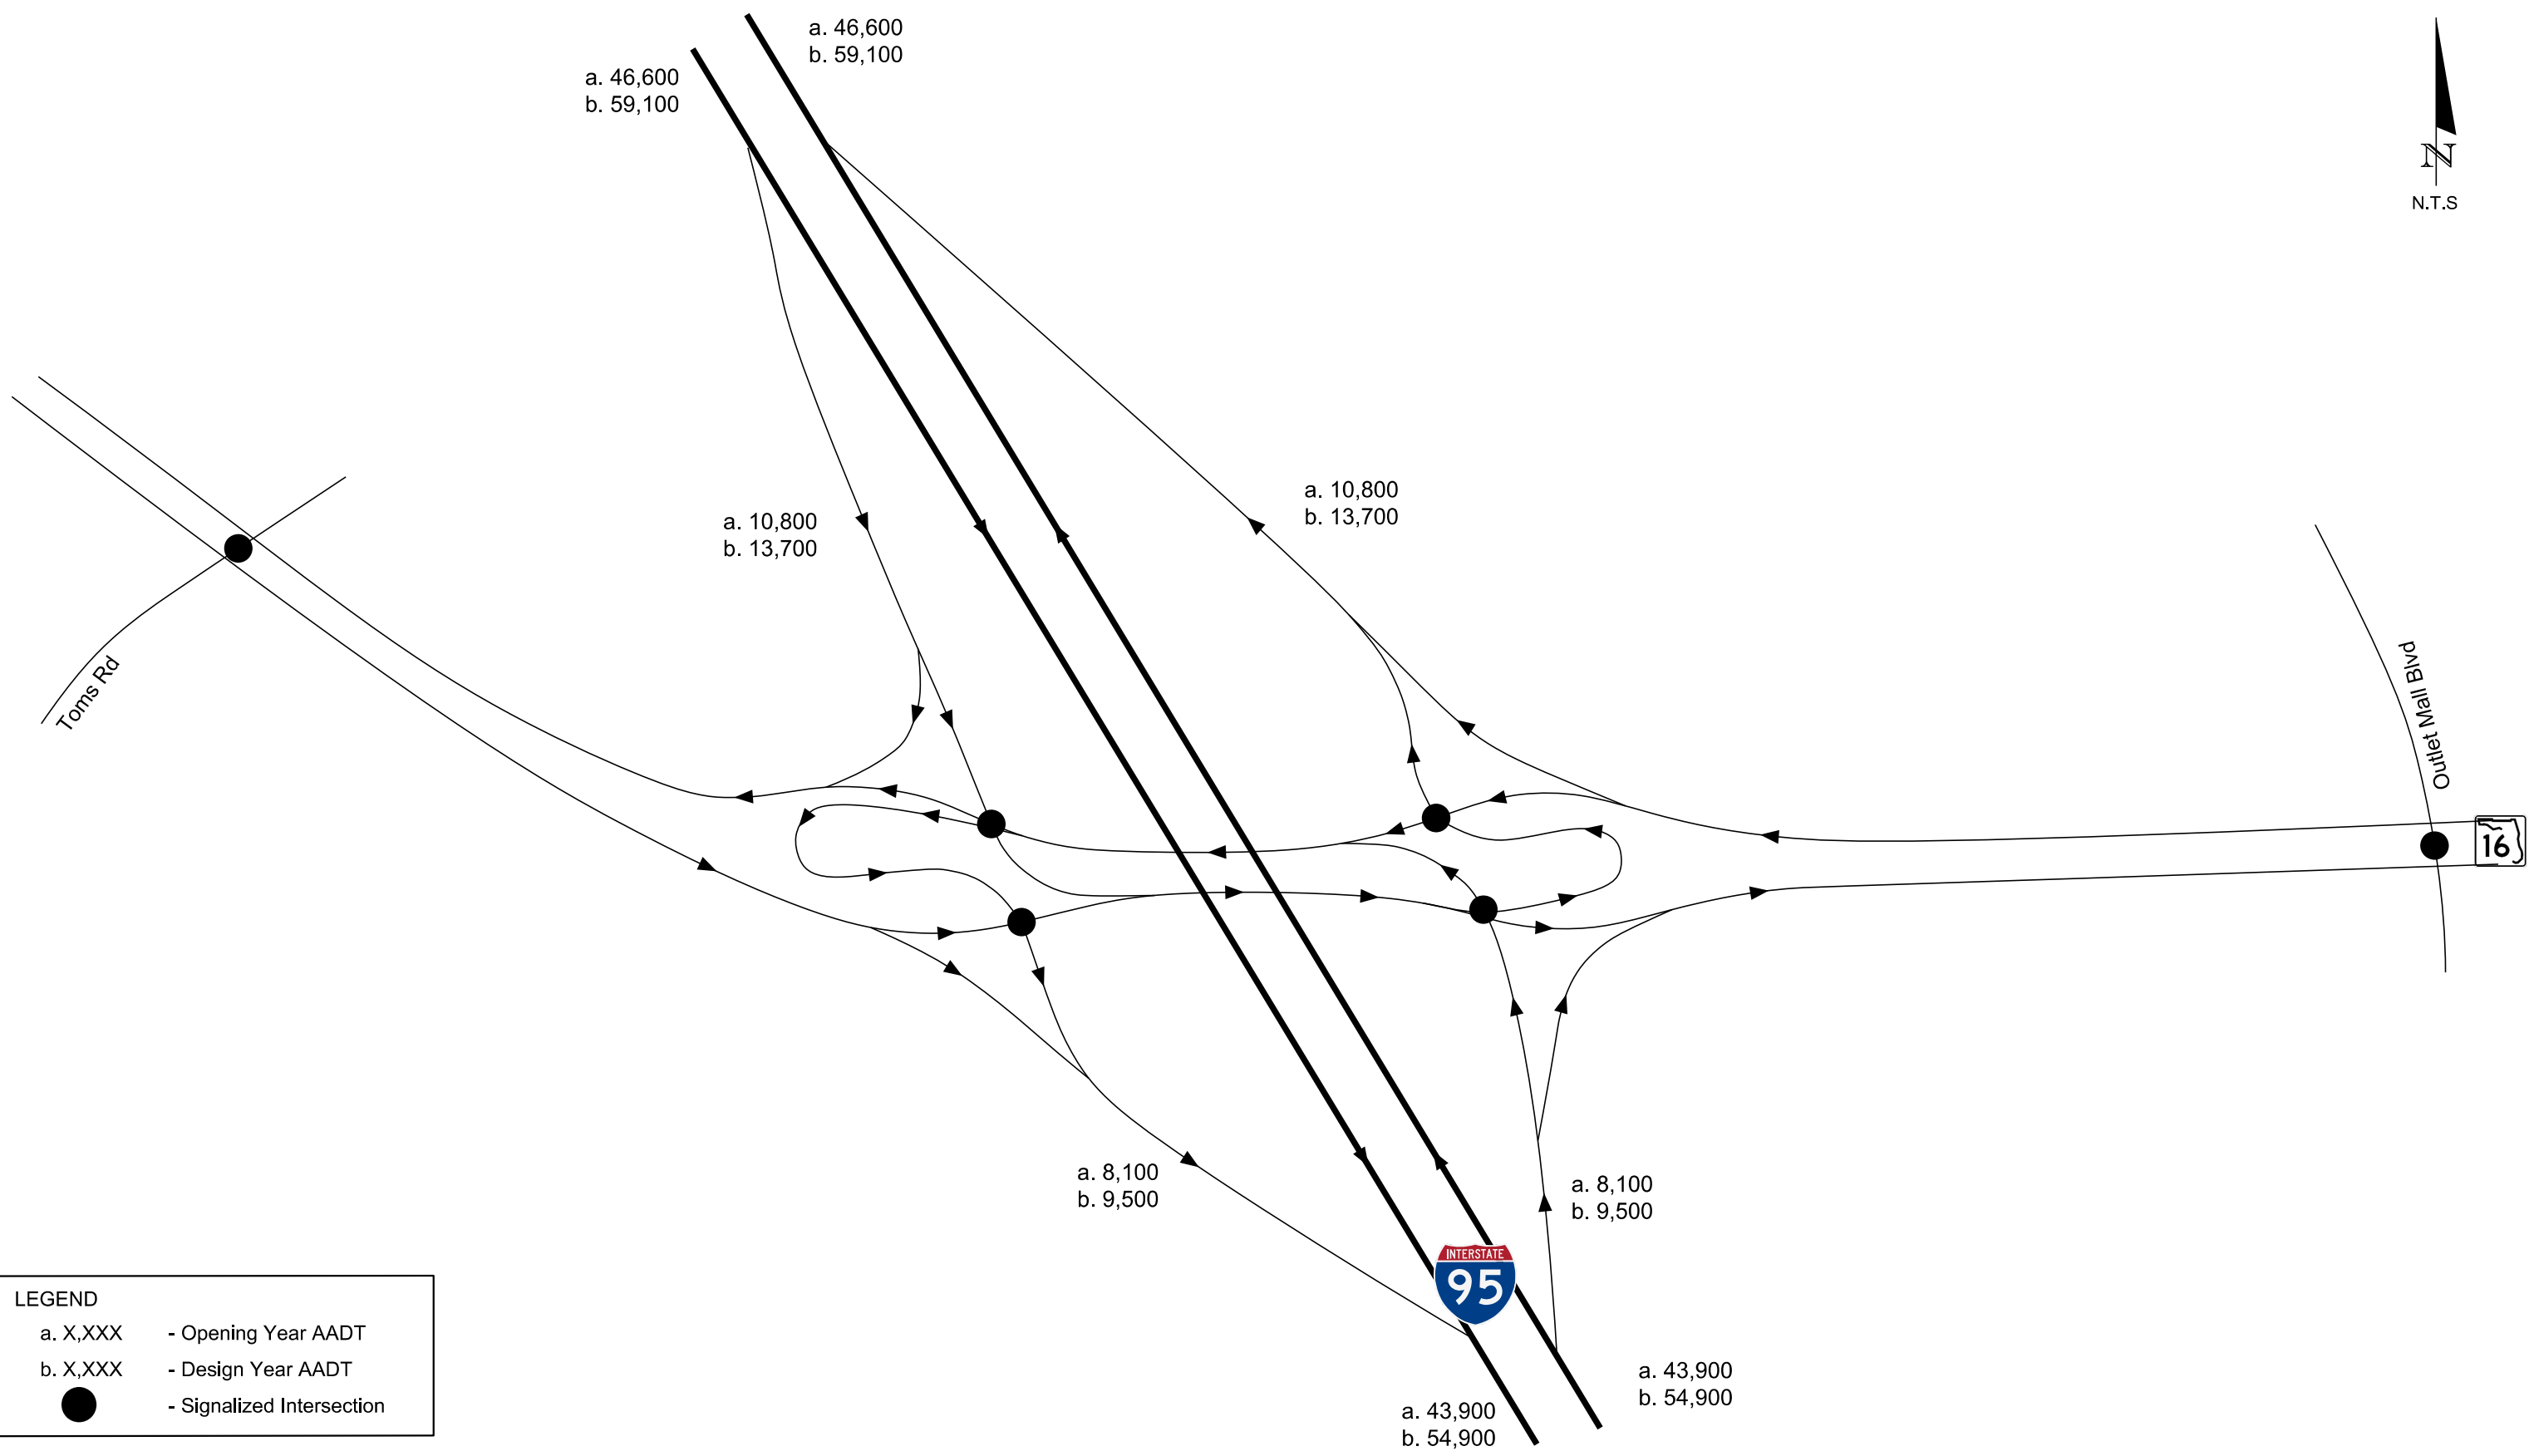 a. 46,600
b. 59,100
a. 46,600
b. 59,100
N
N.T.S
a. 10,800
b. 13,700
a. 10,800
b. 13,700
Toms Rd
Outlet Mall Blvd
16
a. 8,100
b. 9,500
a. 8,100
b. 9,500
INTERSTATE
95
a. 43,900
b. 54,900
a. 43,900
b. 54,900
LEGEND
a. X,XXX - Opening Year AADT
b. X,XXX - Design Year AADT
- Signalized Intersection